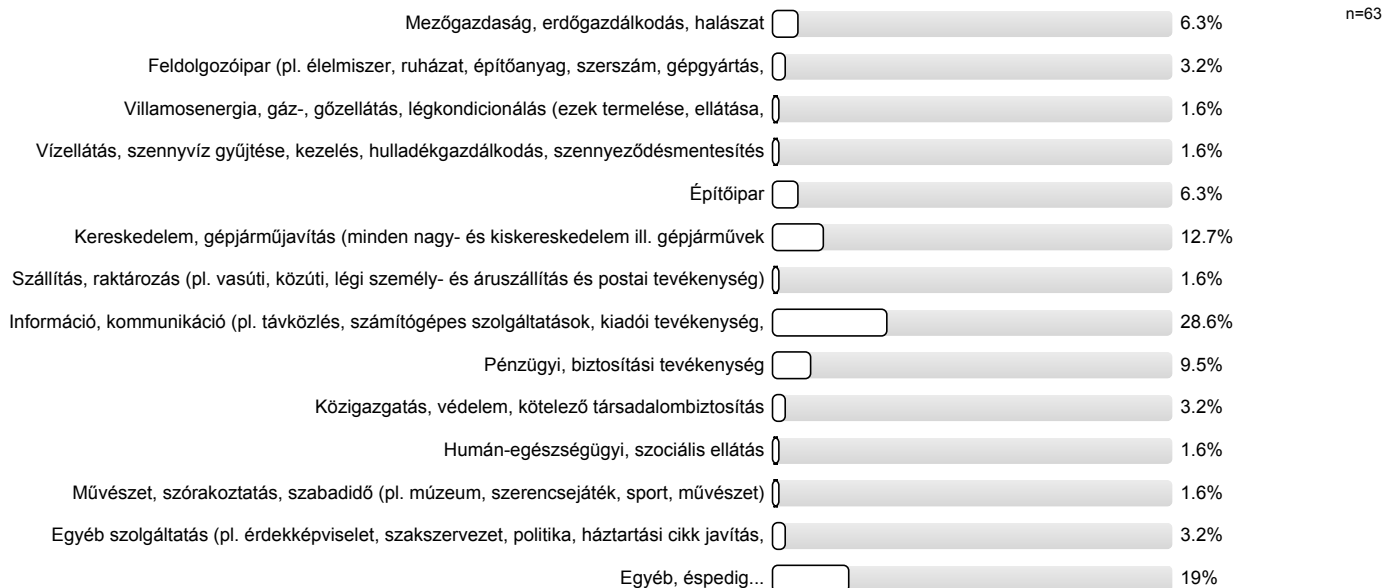 n=63
Mezőgazdaság, erdőgazdálkodás, halászat 6.3%
Feldolgozóipar (pl. élelmiszer, ruházat, építőanyag, szerszám, gépgyártás, 3.2%
Villamosenergia, gáz-, gőzellátás, légkondicionálás (ezek termelése, ellátása, 1.6%
Vízellátás, szennyvíz gyűjtése, kezelés, hulladékgazdálkodás, szennyeződésmentesítés 1.6%
Építőipar 6.3%
Kereskedelem, gépjárműjavítás (minden nagy- és kiskereskedelem ill. gépjárművek 12.7%
Szállítás, raktározás (pl. vasúti, közúti, légi személy- és áruszállítás és postai tevékenység) 1.6%
Információ, kommunikáció (pl. távközlés, számítógépes szolgáltatások, kiadói tevékenység, 28.6%
Pénzügyi, biztosítási tevékenység 9.5%
Közigazgatás, védelem, kötelező társadalombiztosítás 3.2%
Humán-egészségügyi, szociális ellátás 1.6%
Művészet, szórakoztatás, szabadidő (pl. múzeum, szerencsejáték, sport, művészet) 1.6%
Egyéb szolgáltatás (pl. érdekképviselet, szakszervezet, politika, háztartási cikk javítás, 3.2%
Egyéb, éspedig... 19%